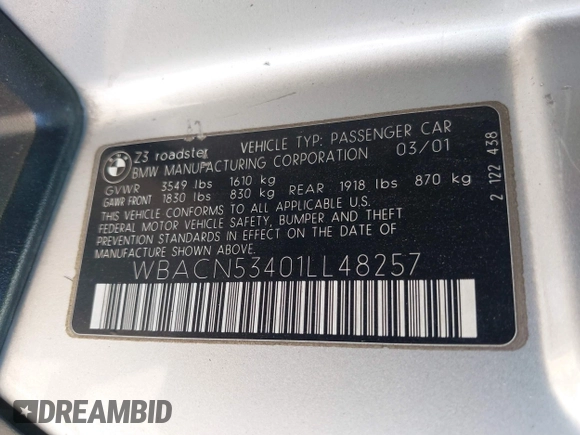 BMW
Z3 roadster
VEHICLE TYP: PASSENGER CAR
BMW MANUFACTURING CORPORATION 03/01
GVWR 3549 lbs 1610 kg
GAWR FRONT 1830 lbs 830 kg REAR 1918 lbs 870 kg
THIS VEHICLE CONFORMS TO ALL APPLICABLE U.S.
FEDERAL MOTOR VEHICLE SAFETY, BUMPER AND THEFT
PREVENTION STANDARDS IN EFFECT ON THE DATE OF
MANUFACTURE SHOWN ABOVE.
WBACN53401LL48257
2 122 438
DREAMBID